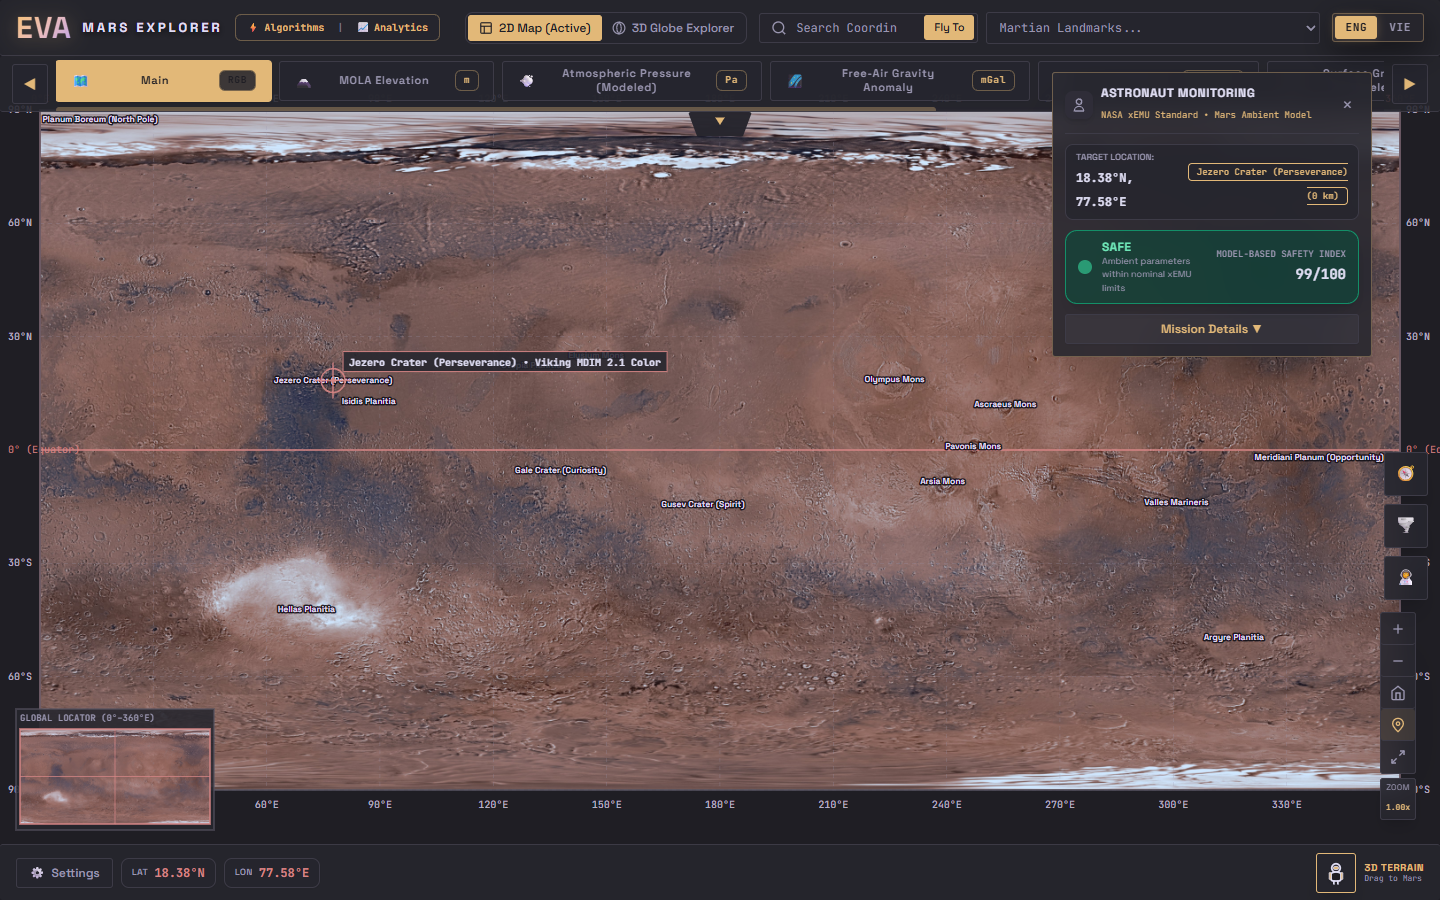 EVA MARS EXPLORER
Algorithms | Analytics
2D Map (Active)
3D Globe Explorer
Search Coordin
Fly To
Martian Landmarks...
ENG
VIE
Main
RGB
MOLA Elevation
m
Atmospheric Pressure
(Modeled)
Pa
Free-Air Gravity
Anomaly
mGal
ASTRONAUT MONITORING
NASA xEMU Standard • Mars Ambient Model
TARGET LOCATION:
18.38°N,
77.58°E
Jezero Crater (Perseverance)
(0 km)
SAFE
Ambient parameters
within nominal xEMU
limits
MODEL-BASED SAFETY INDEX
99/100
Mission Details ▼
Planum Boreum (North Pole)
60°N
60°N
30°N
30°N
Jezero Crater (Perseverance) • Viking MDIM 2.1 Color
Jezero Crater (Perseverance)
Isidis Planitia
Olympus Mons
Ascraeus Mons
0° (Equator)
Pavonis Mons
Meridiani Planum (Opportunity)
Gale Crater (Curiosity)
Arsia Mons
Gusev Crater (Spirit)
Valles Marineris
30°S
Hellas Planitia
Argyre Planitia
60°S
GLOBAL LOCATOR (0°-360°E)
60°E
90°E
120°E
150°E
180°E
210°E
240°E
270°E
300°E
330°E
ZOOM
1.00x
Settings
LAT 18.38°N
LON 77.58°E
3D TERRAIN
Drag to Mars